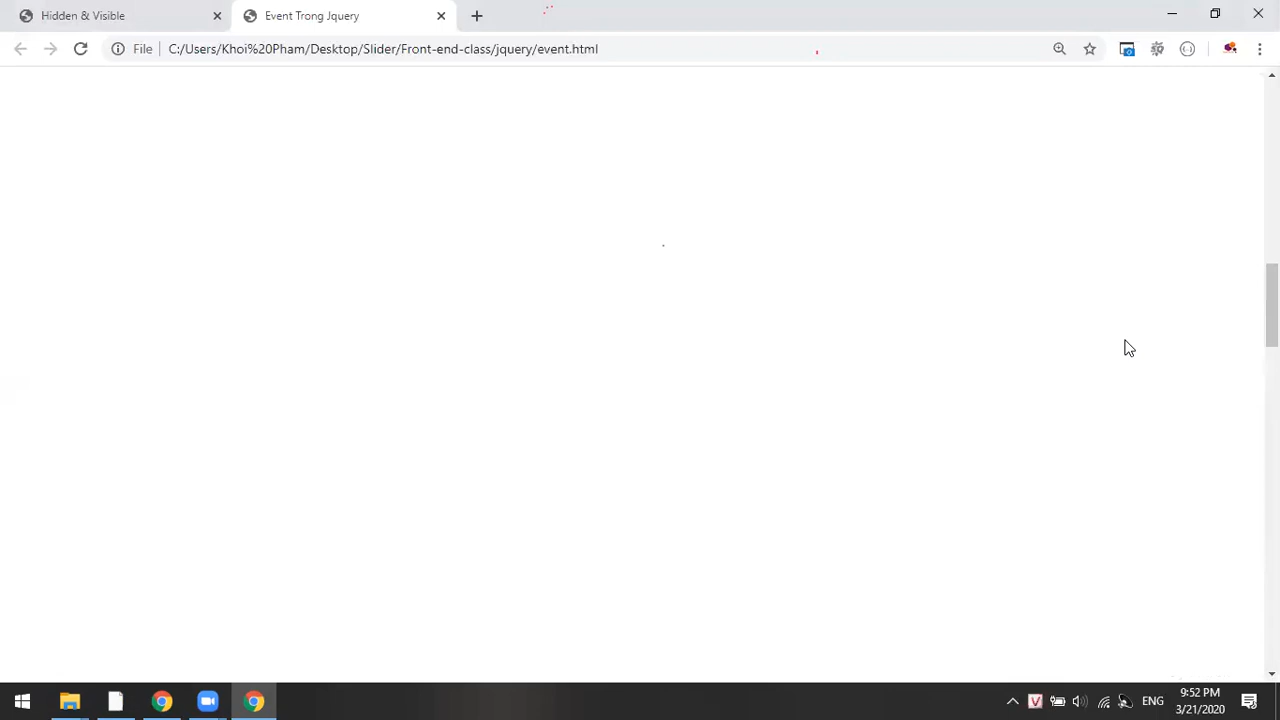 Hidden & Visible
Event Trong Jquery
File
C:/Users/Khoi%20Pham/Desktop/Slider/Front-end-class/jquery/event.html
V
ENG
9:52 PM
3/21/2020